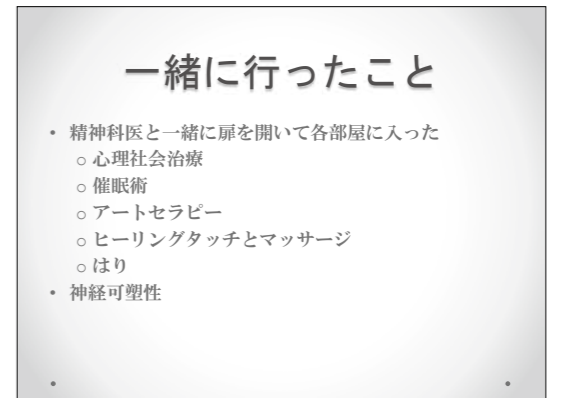 一緒に行ったこと
• 精神科医と一緒に扉を開いて各部屋に入った
○ 心理社会治療
○ 催眠術
○ アートセラピー
○ ヒーリングタッチとマッサージ
○ はり
• 神経可塑性